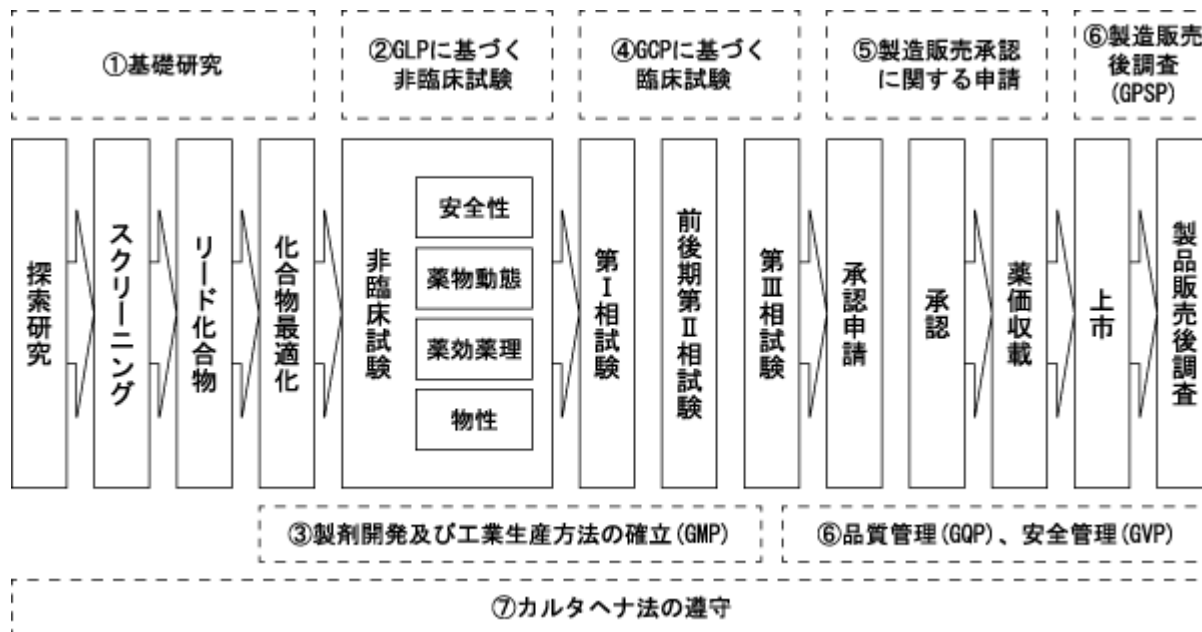 ①基礎研究
②GLPに基づく
非臨床試験
④GCPに基づく
臨床試験
⑤製造販売承認
に関する申請
⑥製造販売
後調査
(GPSP)
探索研究
スクリーニング
リード化合物
化合物最適化
非臨床試験
安全性
薬物動態
薬効薬理
物性
第Ⅰ相試験
前後期第Ⅱ相試験
第Ⅲ相試験
承認申請
承認
薬価収載
上市
製品販売後調査
③製剤開発及び工業生産方法の確立(GMP)
⑥品質管理(GQP)、安全管理(GVP)
⑦カルタヘナ法の遵守